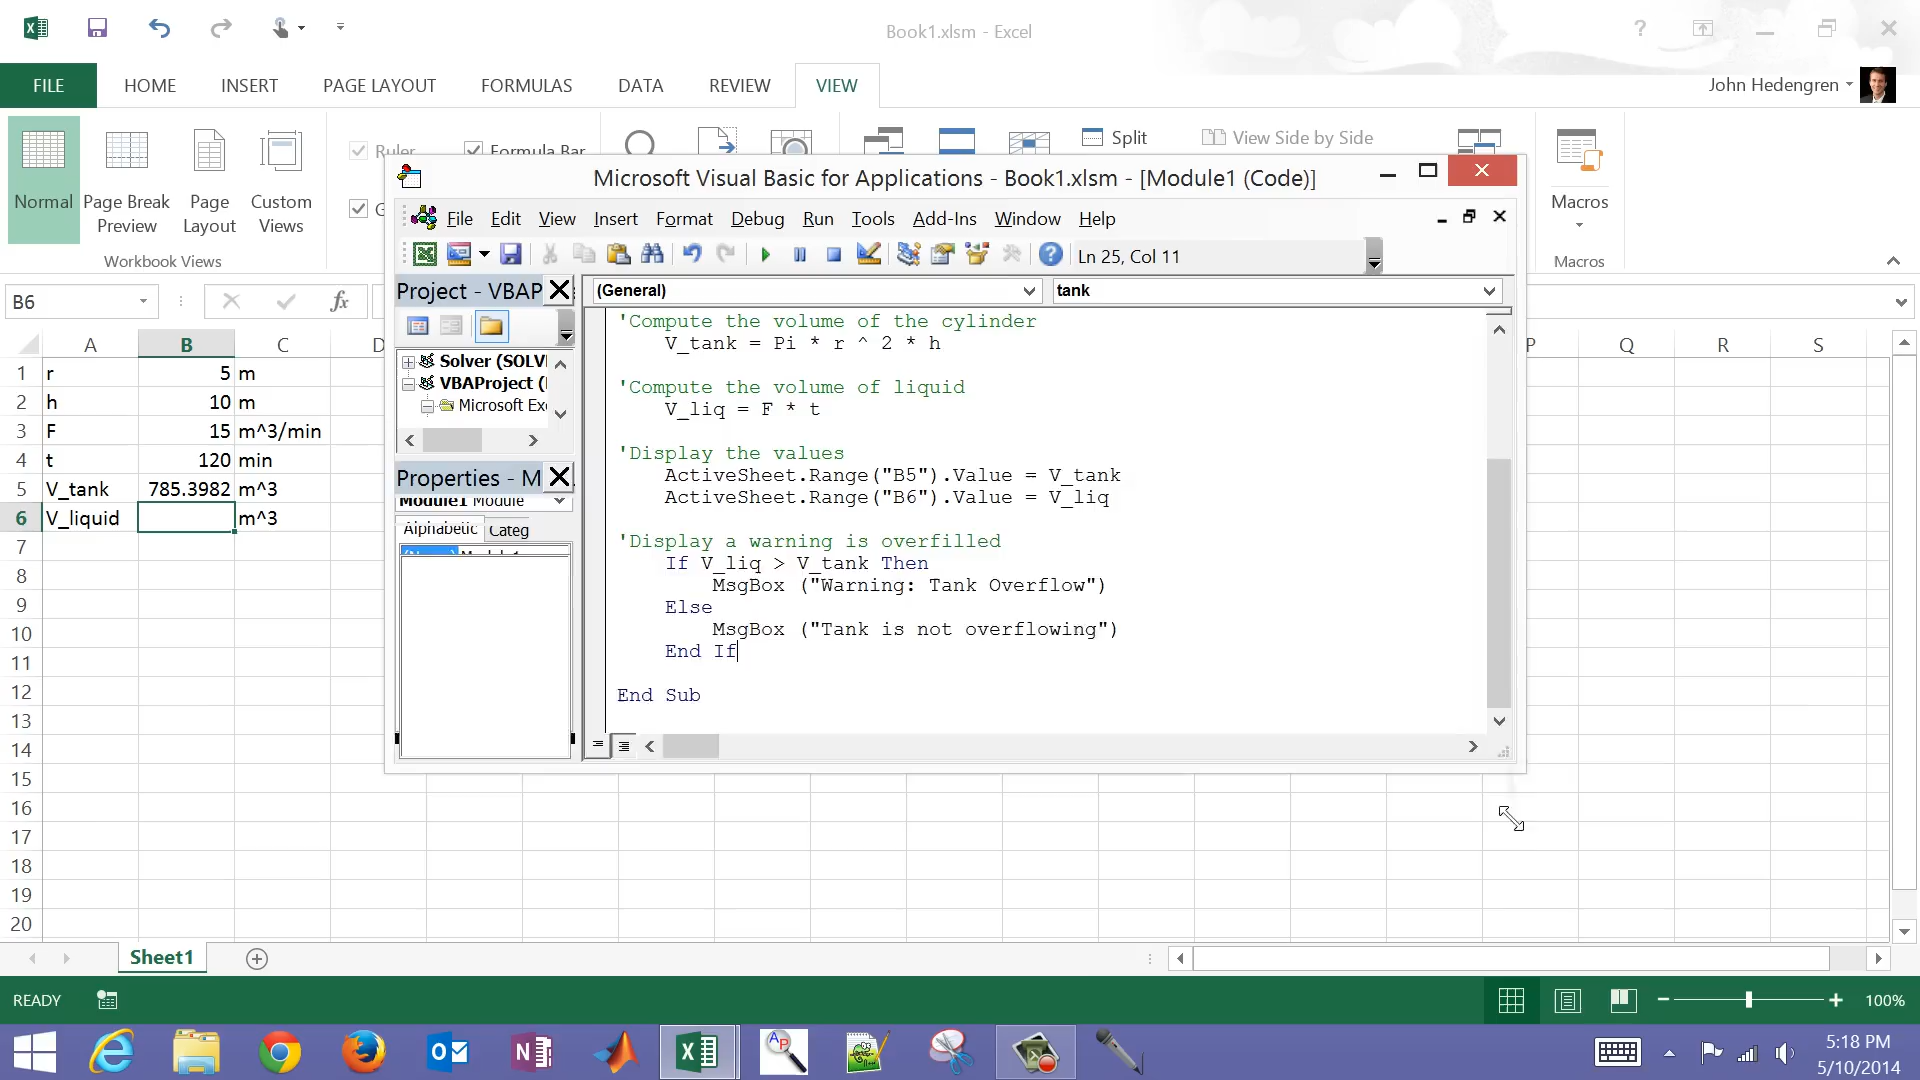 Book1.xlsm - Excel
FILE HOME INSERT PAGE LAYOUT FORMULAS DATA REVIEW VIEW
John Hedengren
Ruler Formula Bar Split View Side by Side
Normal Page Break Preview Page Layout Custom Views
Macros
Workbook Views
Macros
Microsoft Visual Basic for Applications - Book1.xlsm - [Module1 (Code)]
File Edit View Insert Format Debug Run Tools Add-Ins Window Help
Ln 25, Col 11
Project - VBAP
(General) tank
Solver (SOLV
VBAProject (
Microsoft Exc
Properties - M
Module1 Module
Alphabetic Categ
'Compute the volume of the cylinder
V_tank = Pi * r ^ 2 * h
'Compute the volume of liquid
V_liq = F * t
'Display the values
ActiveSheet.Range("B5").Value = V_tank
ActiveSheet.Range("B6").Value = V_liq
'Display a warning is overfilled
If V_liq > V_tank Then
MsgBox ("Warning: Tank Overflow")
Else
MsgBox ("Tank is not overflowing")
End If
End Sub
B6 fx
A B C D P Q R S
1 r 5 m
2 h 10 m
3 F 15 m^3/min
4 t 120 min
5 V_tank 785.3982 m^3
6 V_liquid m^3
7
8
9
10
11
12
13
14
15
16
17
18
19
20
Sheet1
READY
100%
5:18 PM
5/10/2014